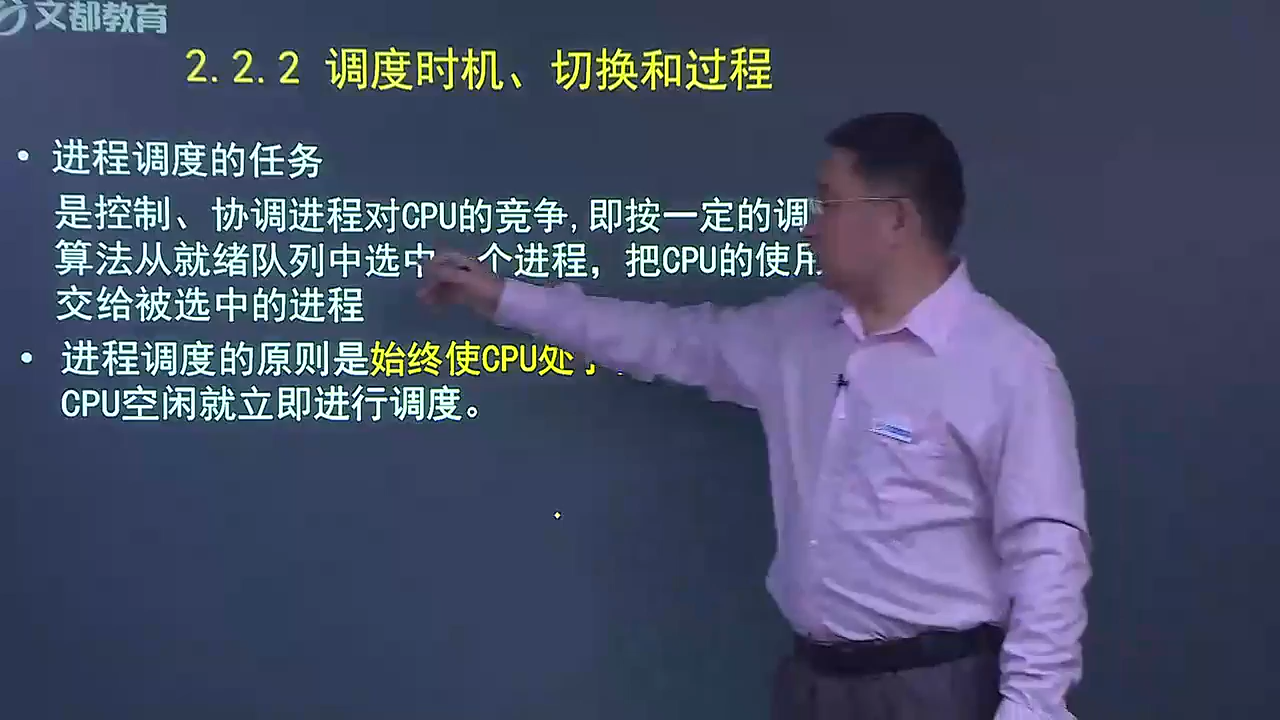 文都教育
2.2.2 调度时机、切换和过程
• 进程调度的任务
是控制、协调进程对CPU的竞争,即按一定的调
算法从就绪队列中选中 个进程，把CPU的使用
交给被选中的进程
• 进程调度的原则是始终使CPU处
CPU空闲就立即进行调度。